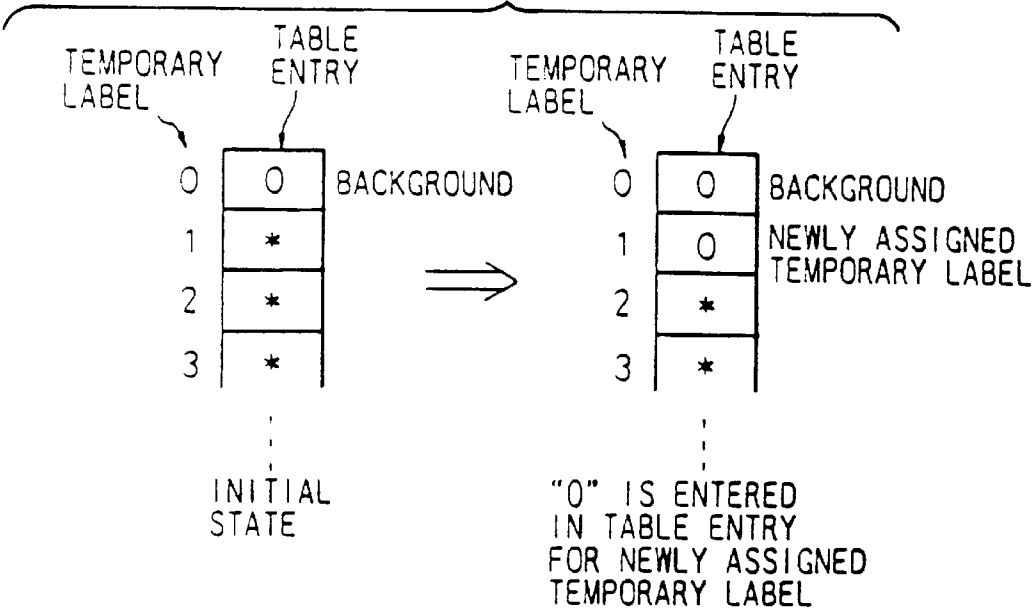 TEMPORARY
LABEL
TABLE
ENTRY
0 0 BACKGROUND
1 *
2 *
3 *
INITIAL
STATE
TEMPORARY
LABEL
TABLE
ENTRY
0 0 BACKGROUND
1 0 NEWLY ASSIGNED
TEMPORARY LABEL
2 *
3 *
"0" IS ENTERED
IN TABLE ENTRY
FOR NEWLY ASSIGNED
TEMPORARY LABEL